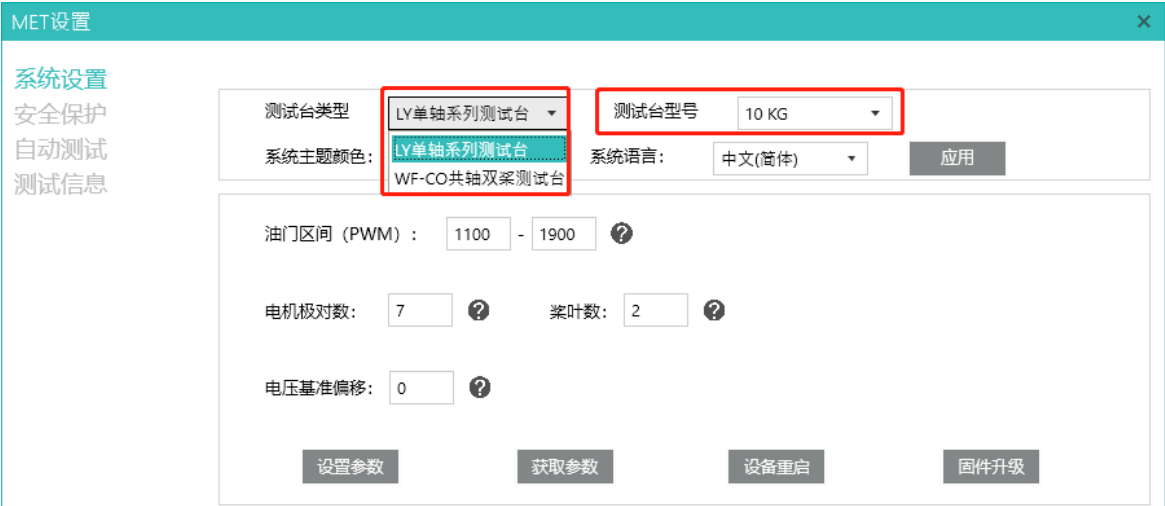 MET设置
系统设置
安全保护
自动测试
测试信息
测试台类型 LY单轴系列测试台 测试台型号 10 KG
LY单轴系列测试台
WF-CO共轴双桨测试台
系统主题颜色: 系统语言: 中文(简体) 应用
油门区间（PWM）: 1100 - 1900 ?
电机极对数: 7 ? 桨叶数: 2 ?
电压基准偏移: 0 ?
设置参数 获取参数 设备重启 固件升级